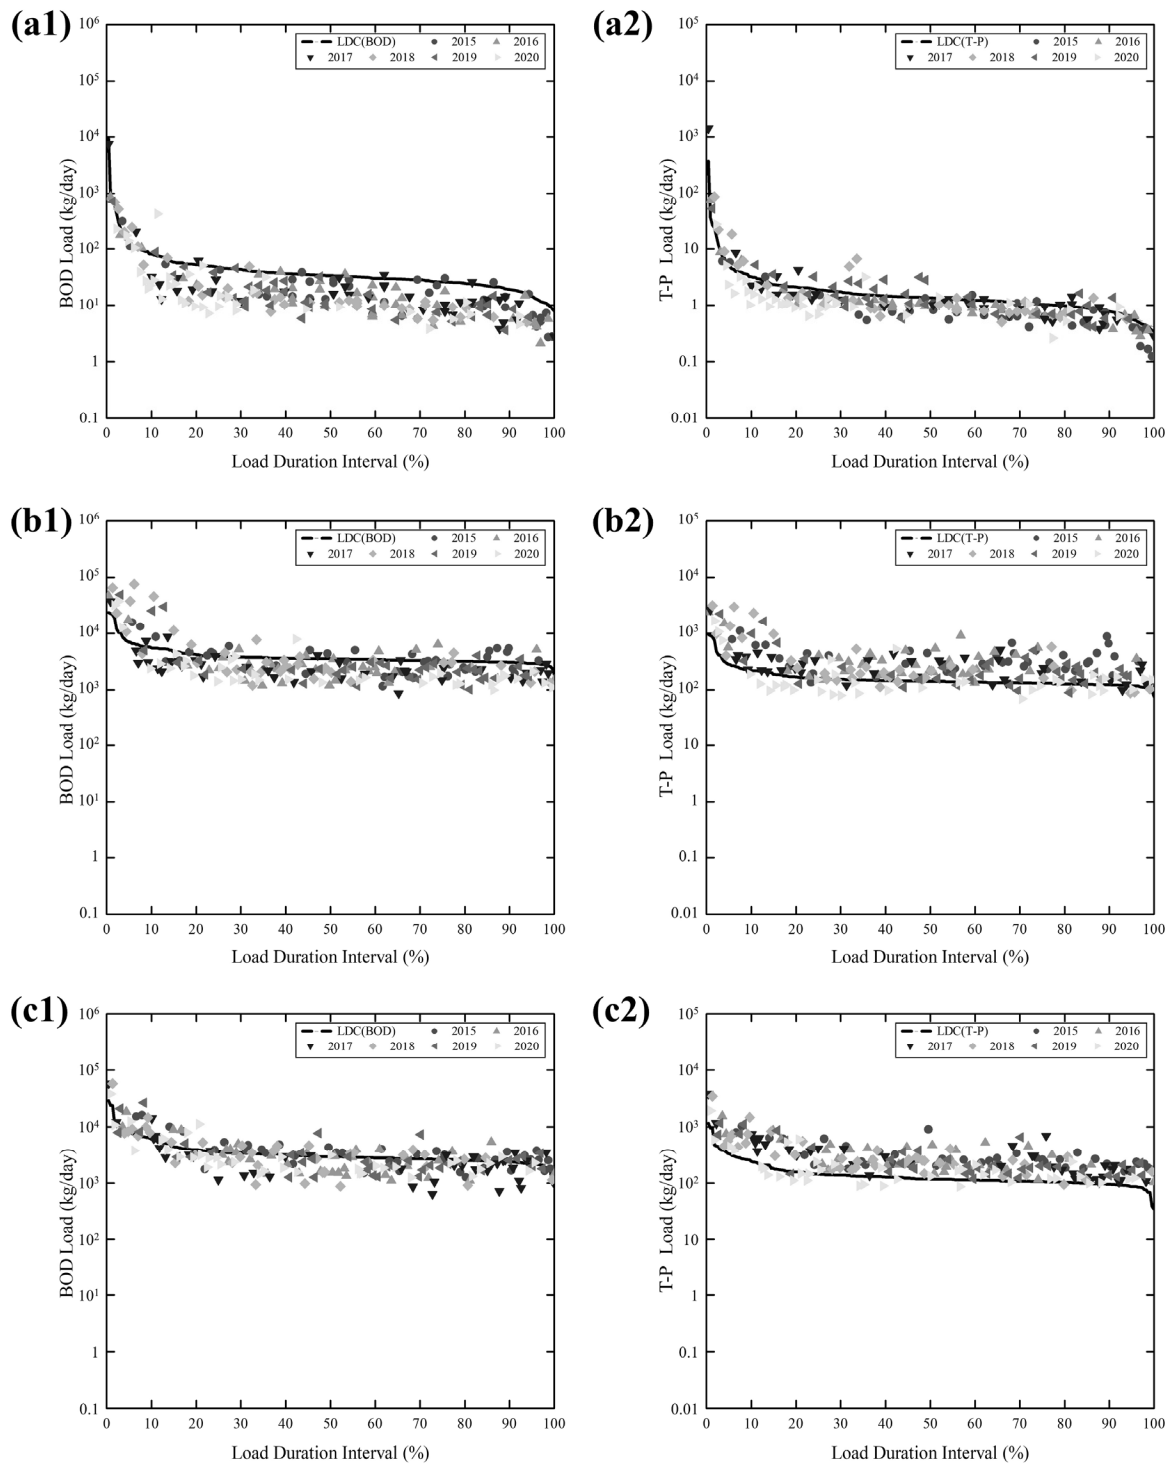 (a1)
10⁶
10⁵
10⁴
10³
10²
10¹
1
0.1
BOD Load (kg/day)
LDC(BOD) 2015 2016
2017 2018 2019 2020
0 10 20 30 40 50 60 70 80 90 100
Load Duration Interval (%)
(a2)
10⁵
10⁴
10³
10²
10
1
0.1
0.01
T-P Load (kg/day)
LDC(T-P) 2015 2016
2017 2018 2019 2020
0 10 20 30 40 50 60 70 80 90 100
Load Duration Interval (%)
(b1)
10⁶
10⁵
10⁴
10³
10²
10¹
1
0.1
BOD Load (kg/day)
LDC(BOD) 2015 2016
2017 2018 2019 2020
0 10 20 30 40 50 60 70 80 90 100
Load Duration Interval (%)
(b2)
10⁵
10⁴
10³
10²
10
1
0.1
0.01
T-P Load (kg/day)
LDC(T-P) 2015 2016
2017 2018 2019 2020
0 10 20 30 40 50 60 70 80 90 100
Load Duration Interval (%)
(c1)
10⁶
10⁵
10⁴
10³
10²
10¹
1
0.1
BOD Load (kg/day)
LDC(BOD) 2015 2016
2017 2018 2019 2020
0 10 20 30 40 50 60 70 80 90 100
Load Duration Interval (%)
(c2)
10⁵
10⁴
10³
10²
10
1
0.1
0.01
T-P Load (kg/day)
LDC(T-P) 2015 2016
2017 2018 2019 2020
0 10 20 30 40 50 60 70 80 90 100
Load Duration Interval (%)